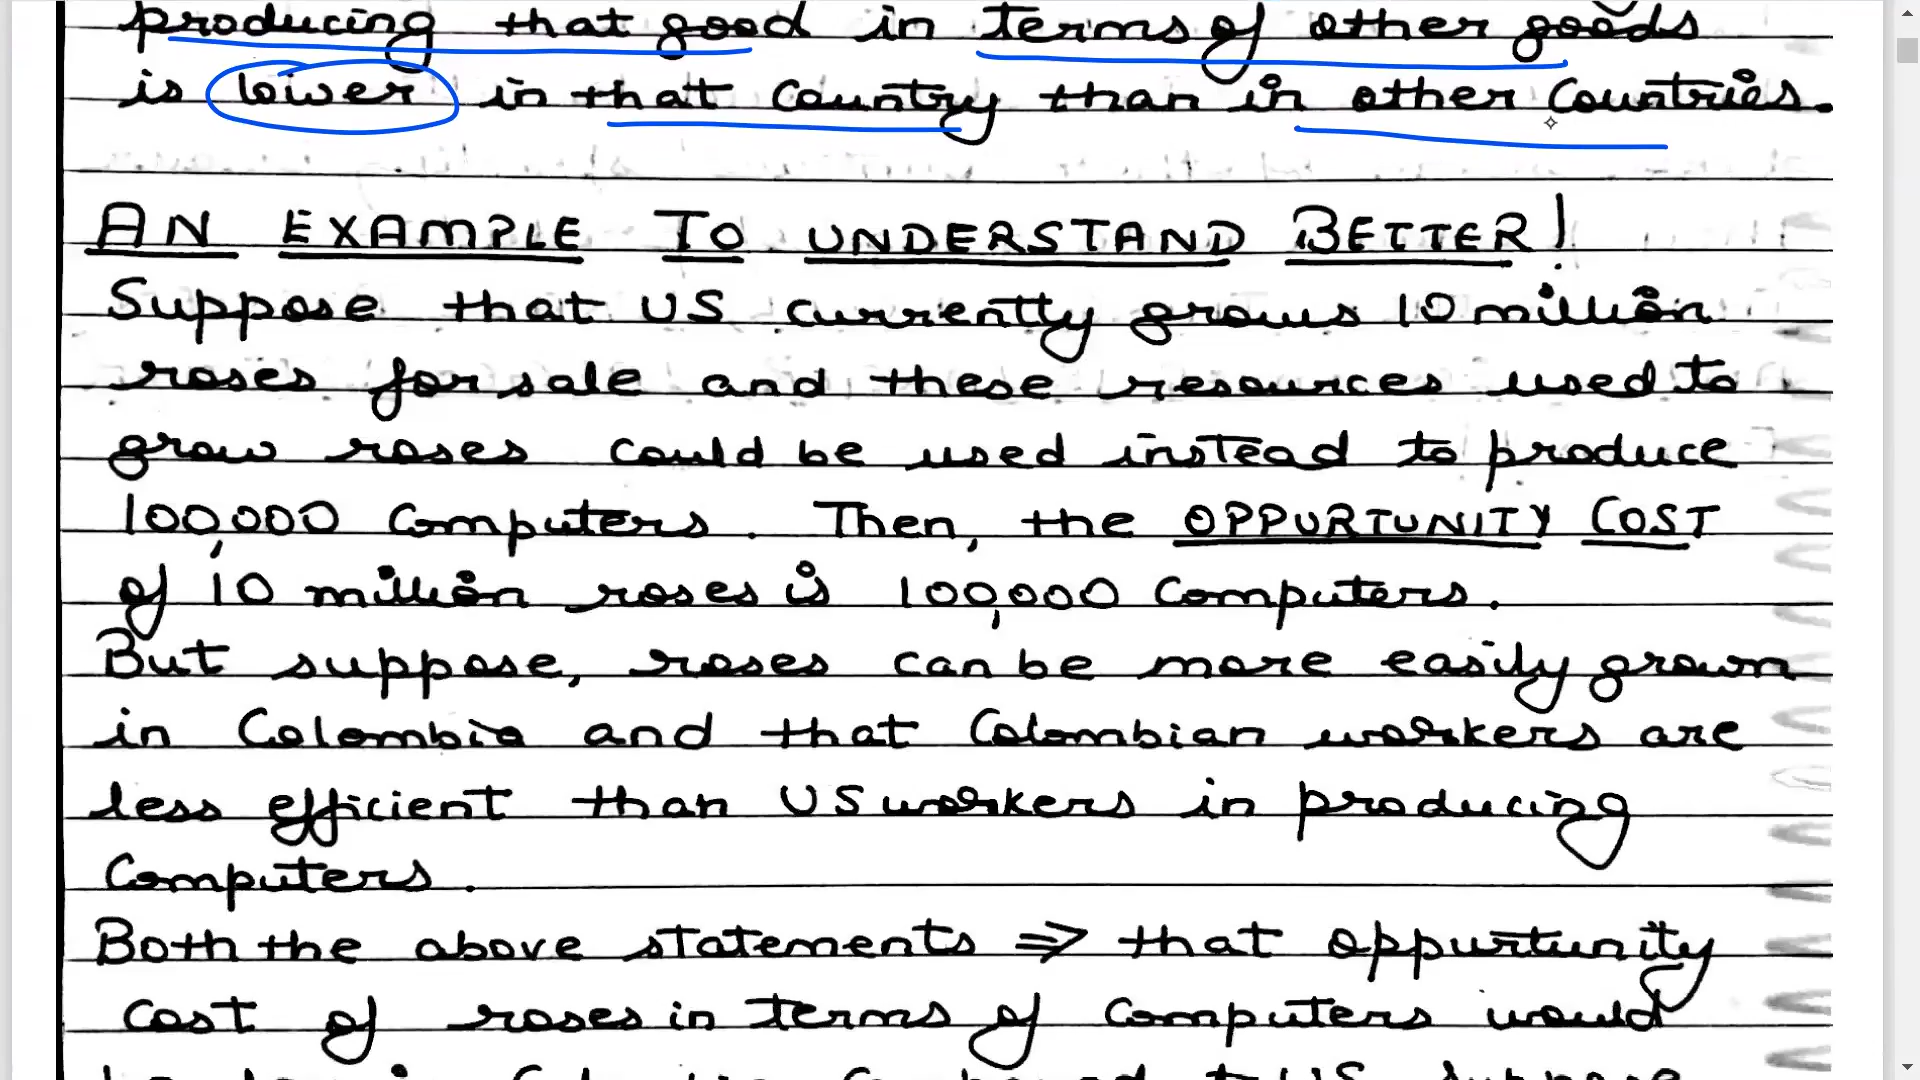 producing that good in terms of other goods
is lower in that country than in other countries.
AN EXAMPLE TO UNDERSTAND BETTER!
Suppose that US currently grows 10 million
roses for sale and these resources used to
grow roses could be used instead to produce
100,000 computers. Then, the OPPURTUNITY COST
of 10 million roses is 100,000 computers.
But suppose, roses can be more easily grown
in Colombia and that Colombian workers are
less efficient than US workers in producing
computers.
Both the above statements ⇒ that oppurtunity
cost of roses in terms of computers would